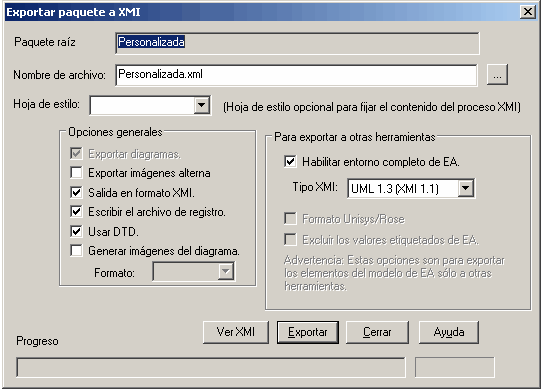 Exportar paquete a XMI
Paquete raíz
Personalizada
Nombre de archivo:
Personalizada.xml
...
Hoja de estilo:
(Hoja de estilo opcional para fijar el contenido del proceso XMI)
Opciones generales
Exportar diagramas.
Exportar imágenes alterna
Salida en formato XMI.
Escribir el archivo de registro.
Usar DTD.
Generar imágenes del diagrama.
Formato:
Para exportar a otras herramientas
Habilitar entorno completo de EA.
Tipo XMI:
UML 1.3 (XMI 1.1)
Formato Unisys/Rose
Excluir los valores etiquetados de EA.
Advertencia: Estas opciones son para exportar
los elementos del modelo de EA sólo a otras
herramientas.
Ver XMI
Exportar
Cerrar
Ayuda
Progreso